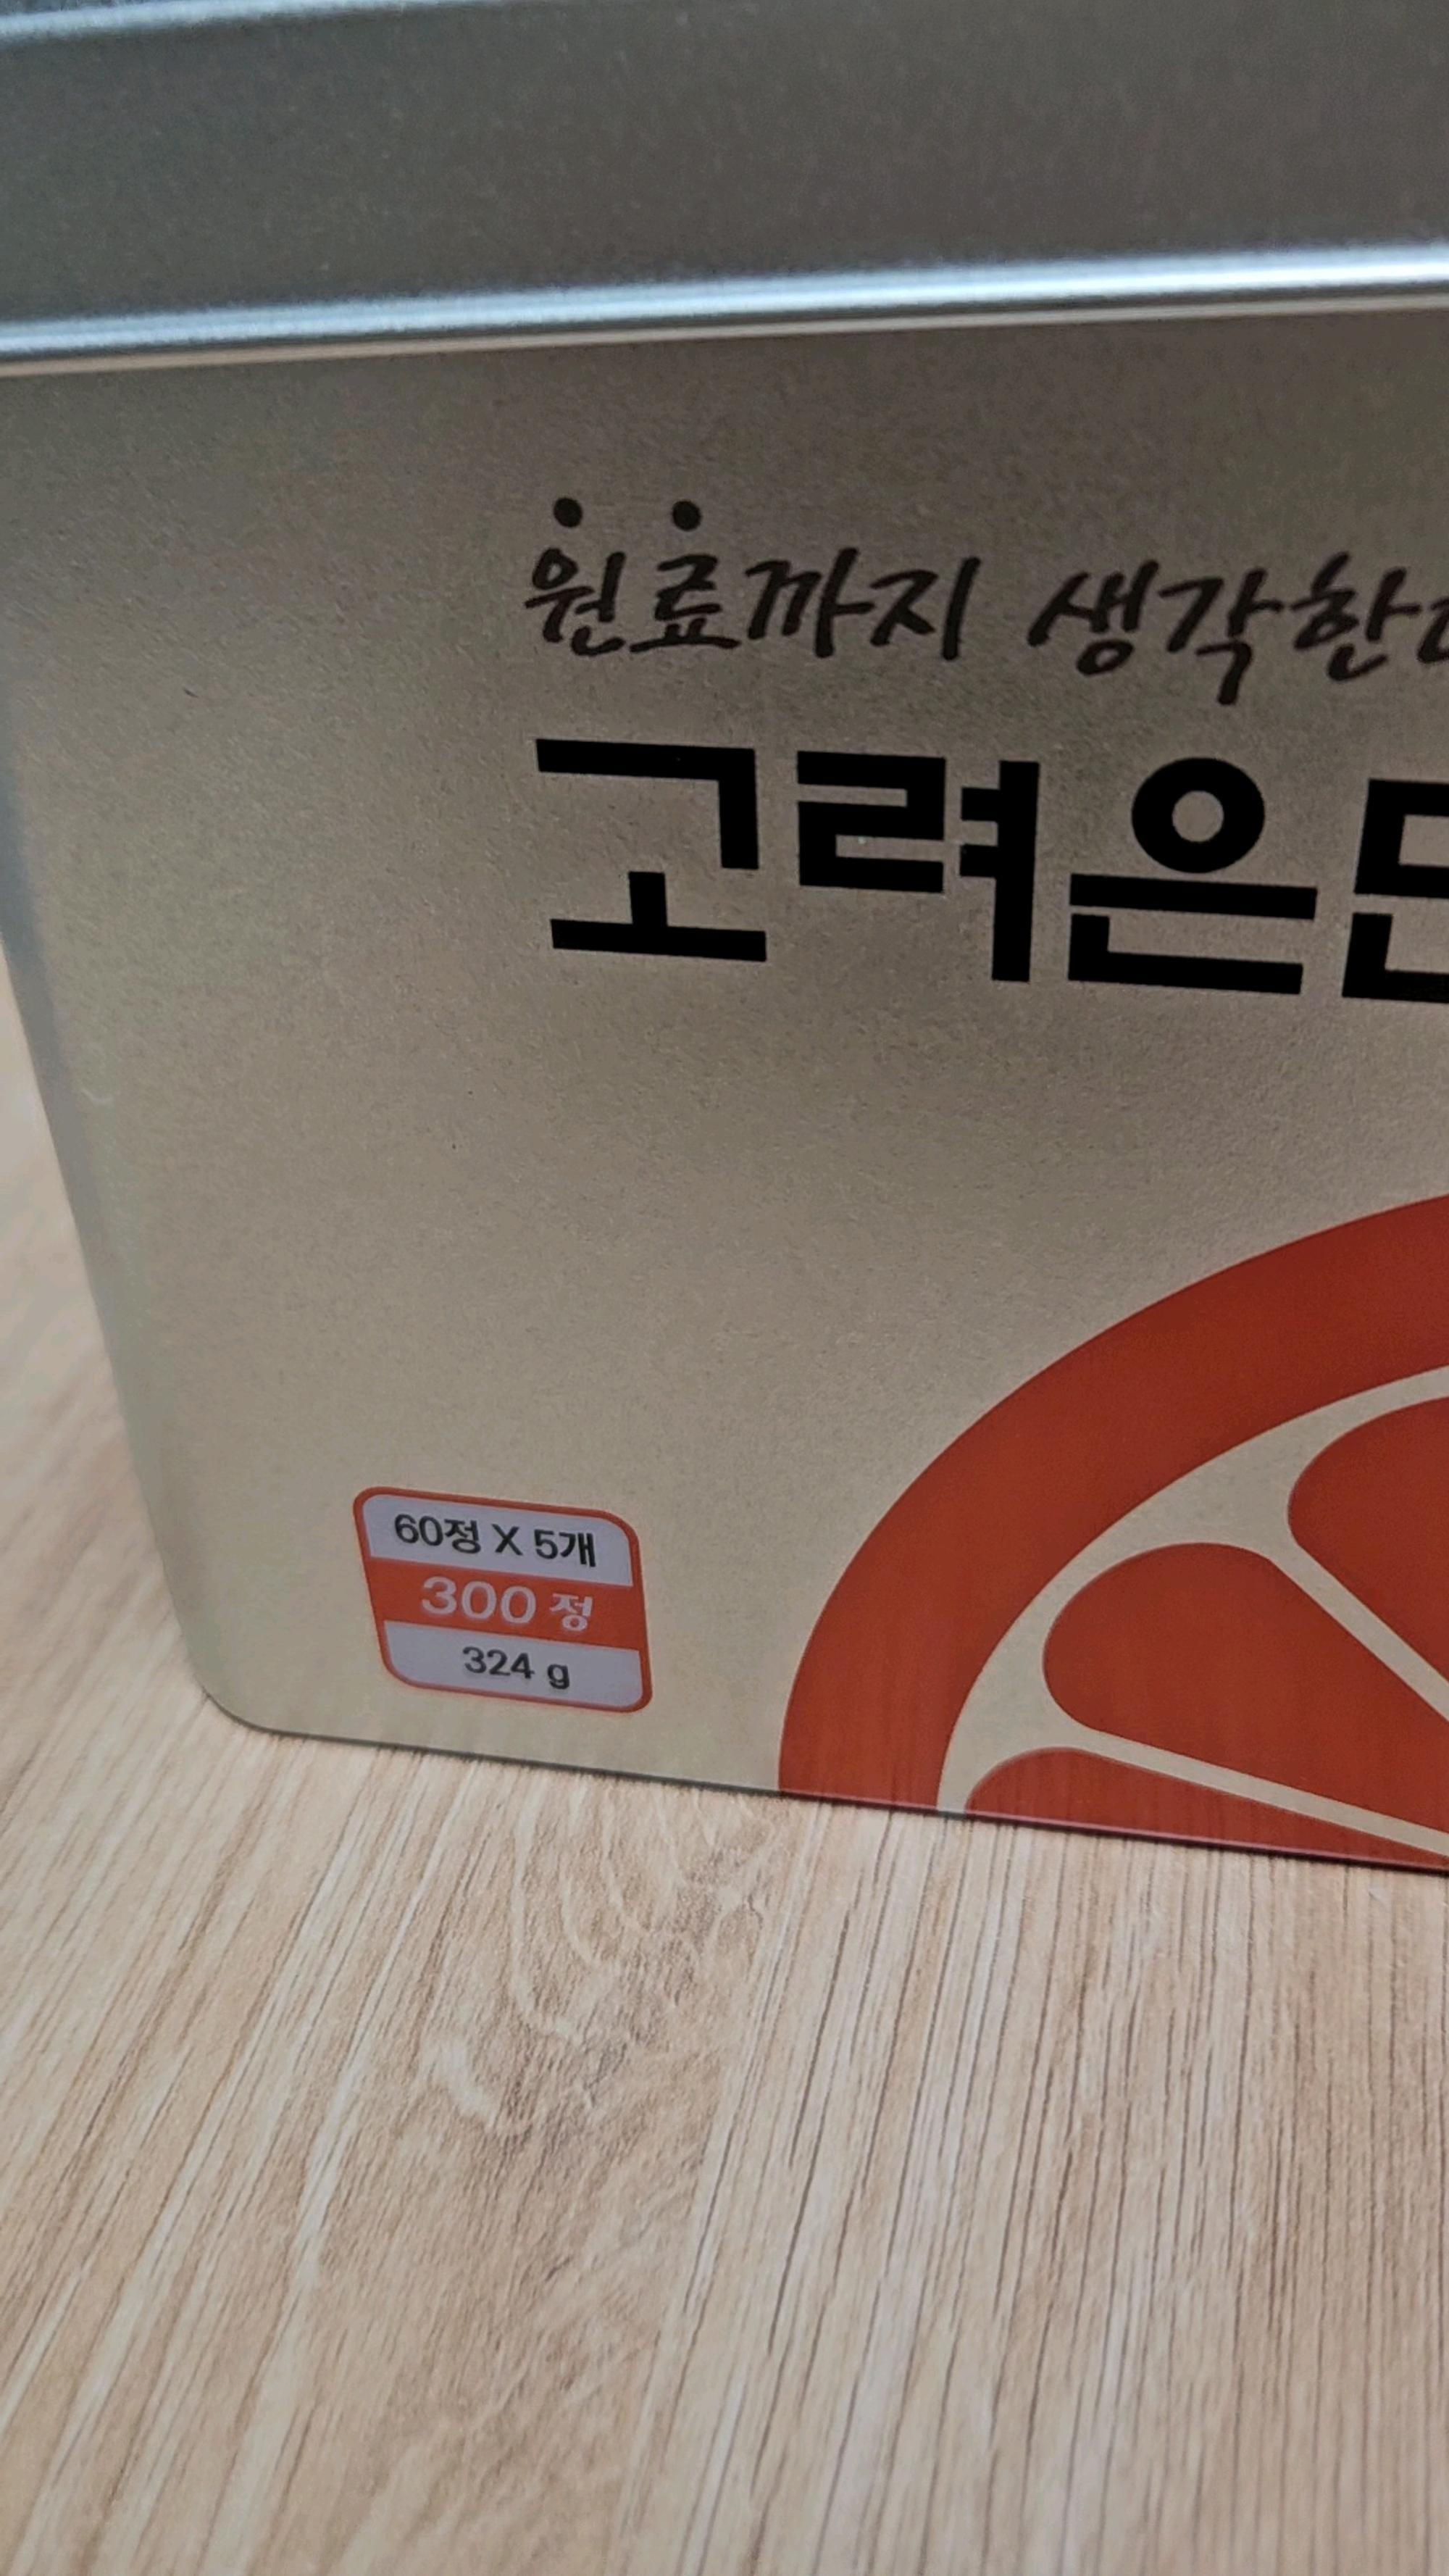 원료까지 생각한
고려은
60정 X 5개
300 정
324 g